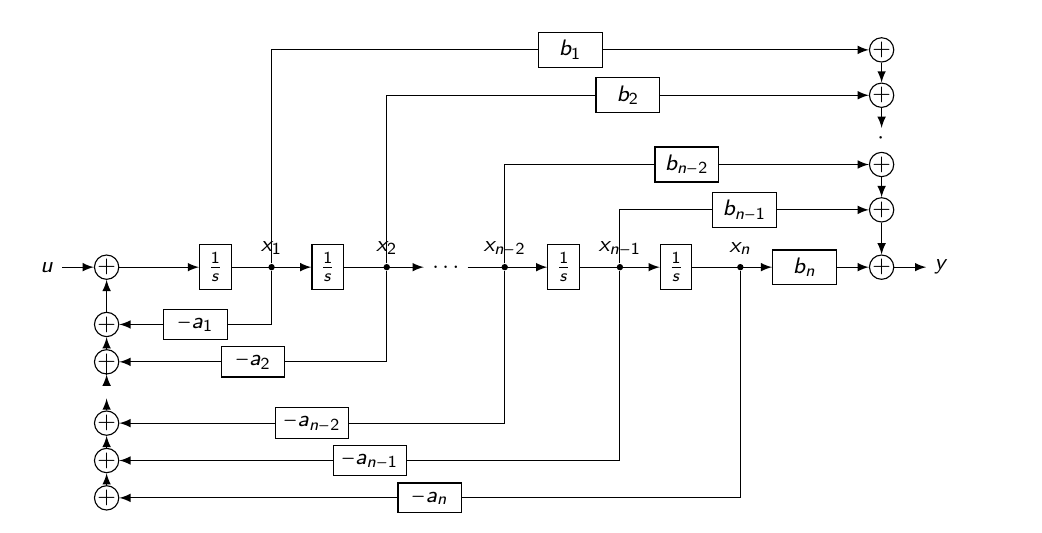 b₁
b₂
bₙ₋₂
bₙ₋₁
x₁ x₂ xₙ₋₂ xₙ₋₁ xₙ
u 1/s 1/s ⋯ 1/s 1/s bₙ y
−a₁
−a₂
−aₙ₋₂
−aₙ₋₁
−aₙ